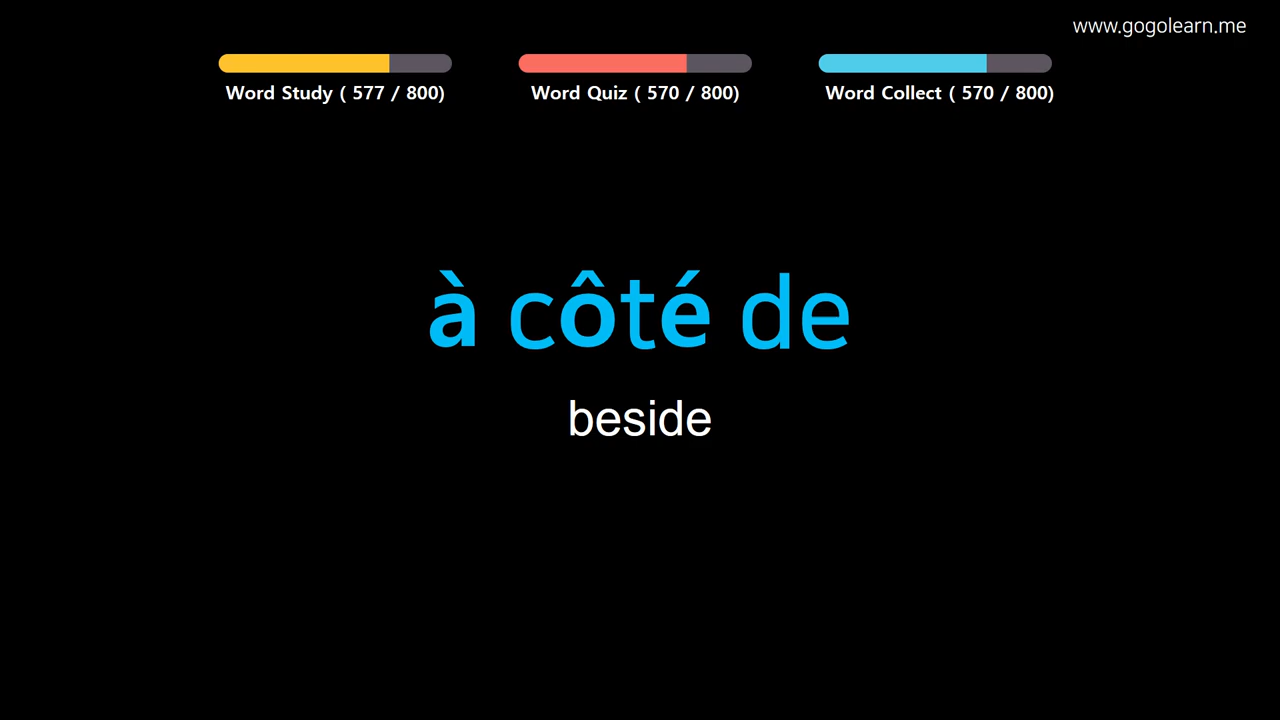 www.gogolearn.me
Word Study ( 577 / 800)
Word Quiz ( 570 / 800)
Word Collect ( 570 / 800)
à côté de
beside